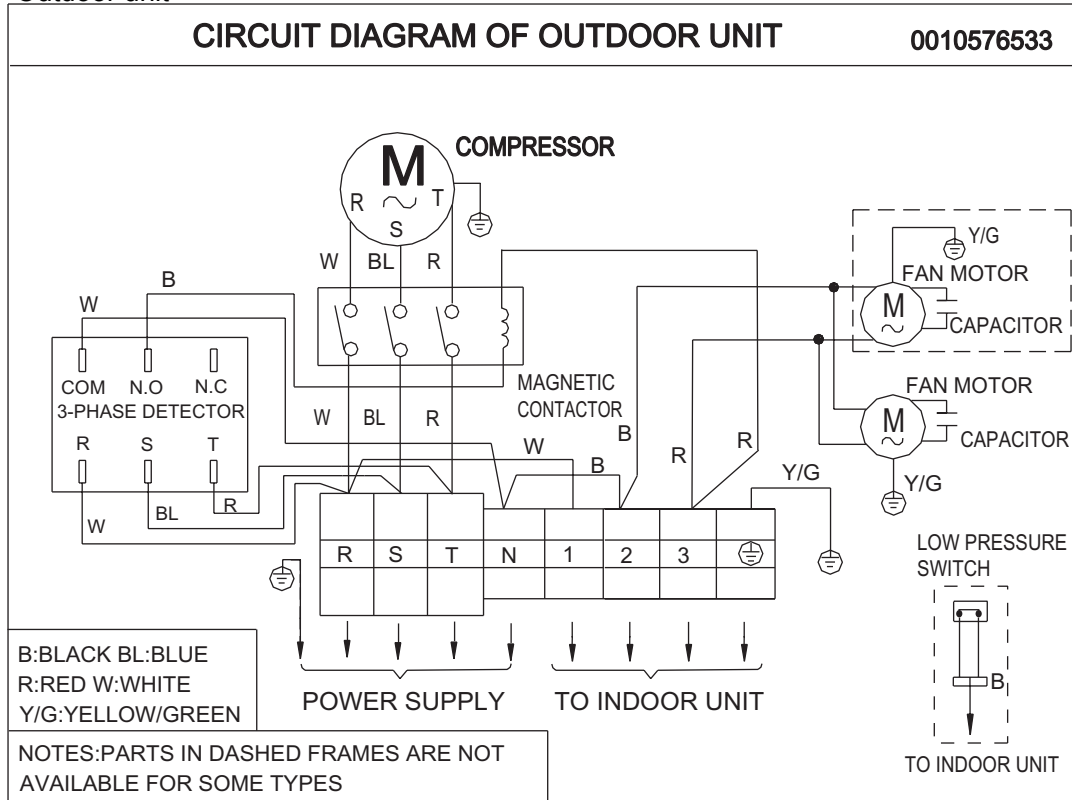 Outdoor unit
CIRCUIT DIAGRAM OF OUTDOOR UNIT 0010576533
COMPRESSOR
M
R T
S
W BL R
Y/G
FAN MOTOR
M
CAPACITOR
B
W
COM N.O N.C
3-PHASE DETECTOR
R S T
W BL R
MAGNETIC
CONTACTOR
W BL R
W
B
B
R
R
FAN MOTOR
M
CAPACITOR
Y/G
Y/G
R S T N 1 2 3
LOW PRESSURE
SWITCH
B
TO INDOOR UNIT
POWER SUPPLY
TO INDOOR UNIT
B:BLACK BL:BLUE
R:RED W:WHITE
Y/G:YELLOW/GREEN
NOTES:PARTS IN DASHED FRAMES ARE NOT
AVAILABLE FOR SOME TYPES